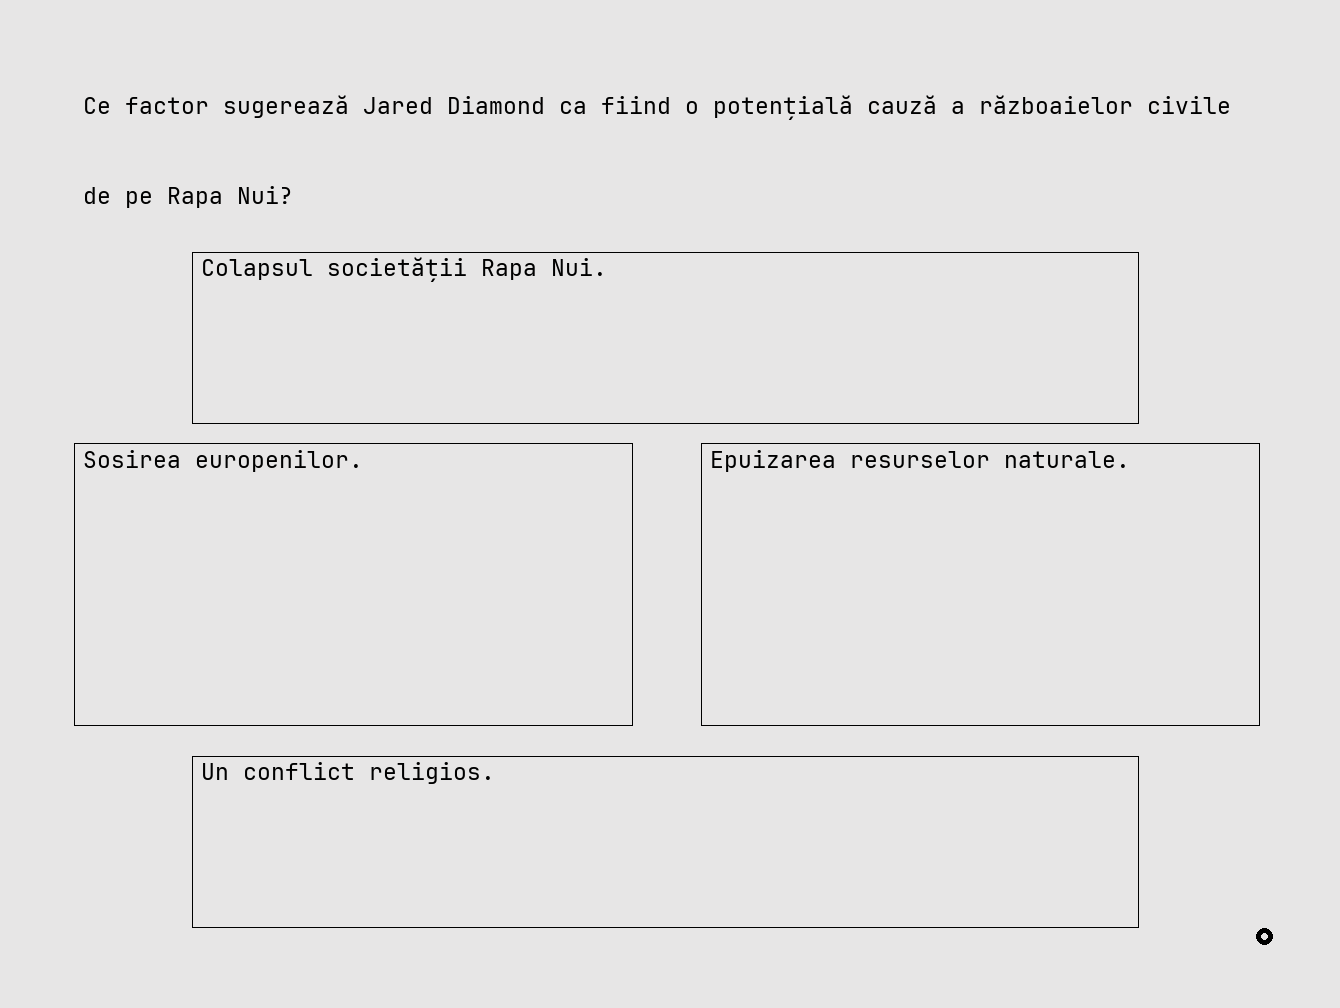 Ce factor sugerează Jared Diamond ca fiind o potențială cauză a războaielor civile
de pe Rapa Nui?
Colapsul societății Rapa Nui.
Sosirea europenilor.
Epuizarea resurselor naturale.
Un conflict religios.